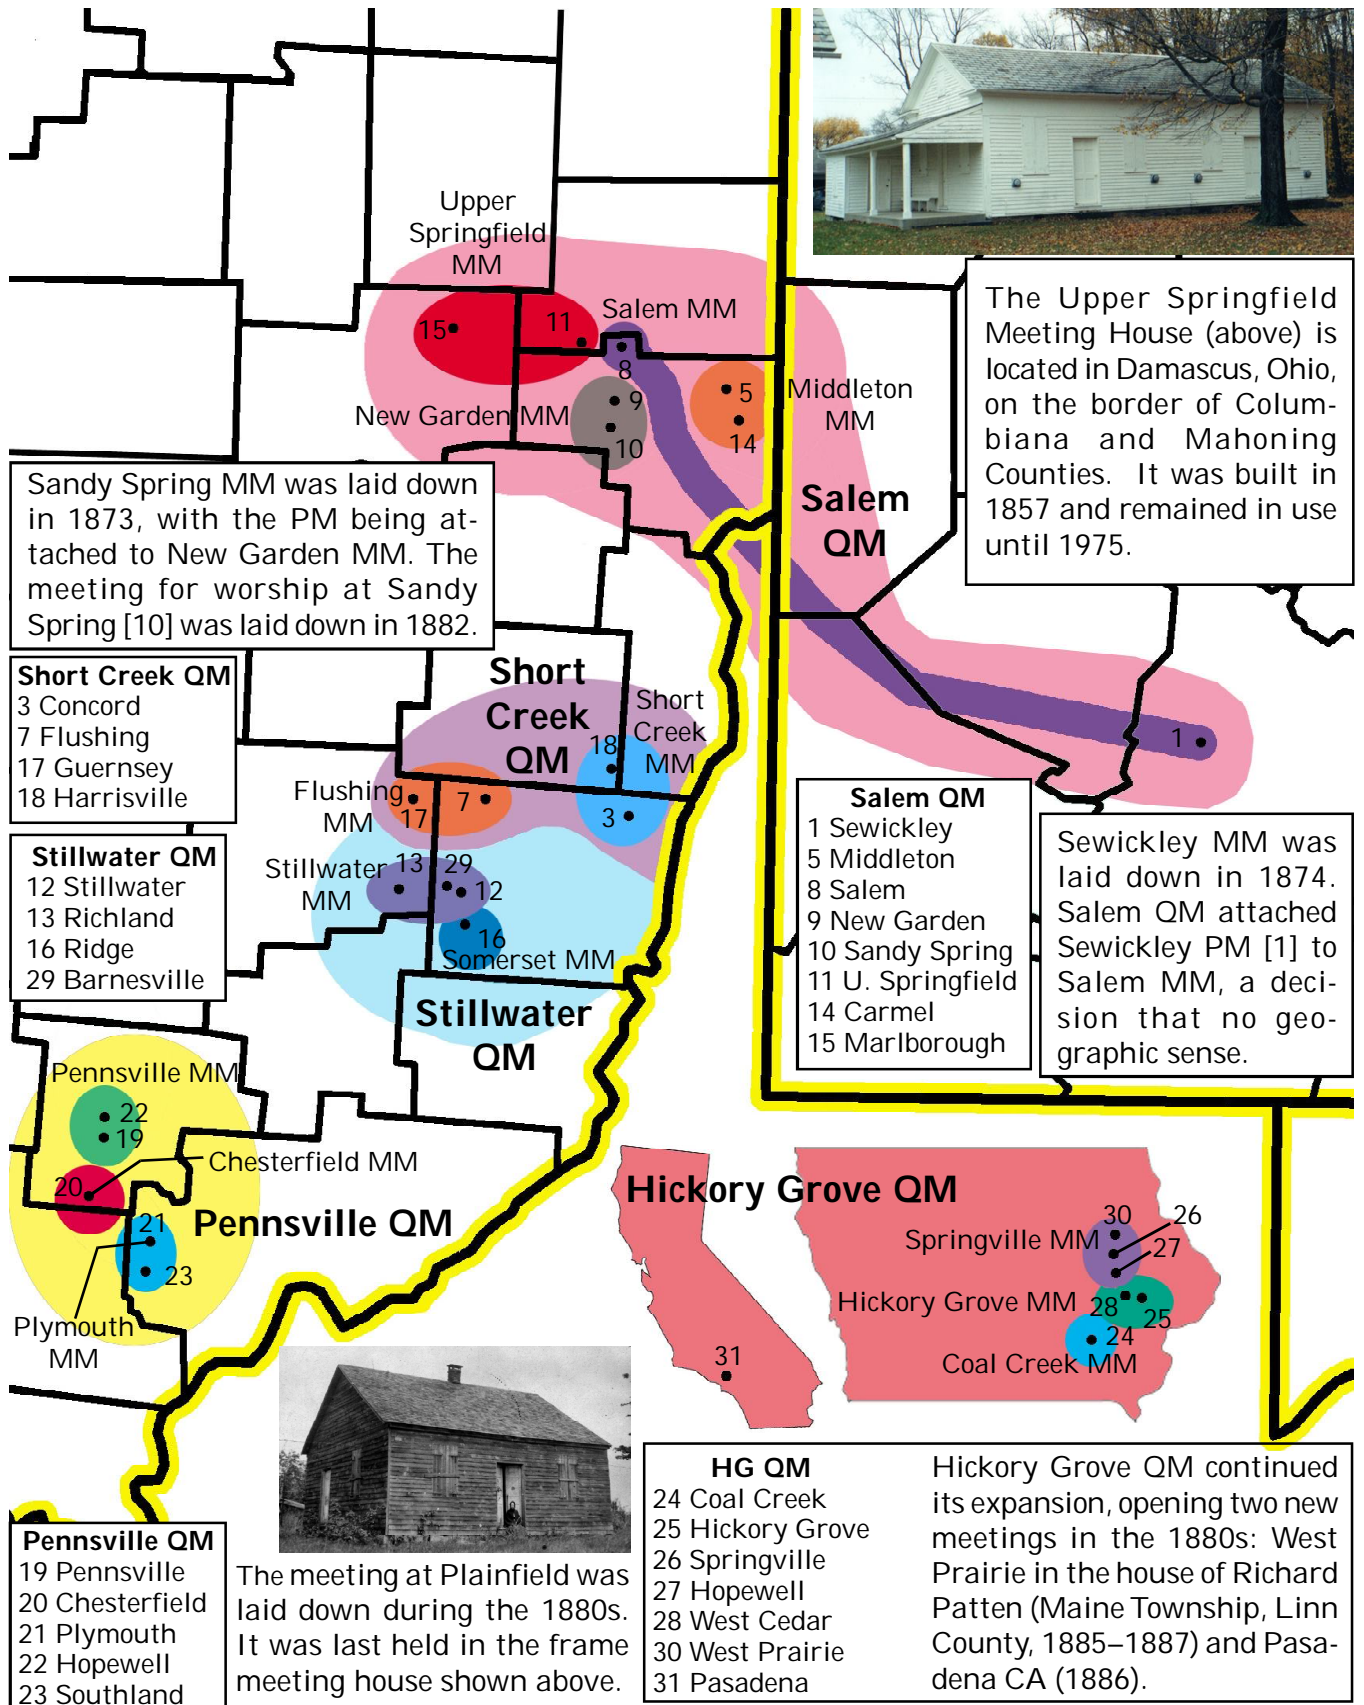 Upper
Springfield
MM
15
11
Salem MM
8
New Garden MM
9
10
5
14
Middleton
MM
Salem
QM
1
The Upper Springfield
Meeting House (above) is
located in Damascus, Ohio,
on the border of Colum-
biana and Mahoning
Counties. It was built in
1857 and remained in use
until 1975.
Sandy Spring MM was laid down
in 1873, with the PM being at-
tached to New Garden MM. The
meeting for worship at Sandy
Spring [10] was laid down in 1882.
Short Creek QM
3 Concord
7 Flushing
17 Guernsey
18 Harrisville
Stillwater QM
12 Stillwater
13 Richland
16 Ridge
29 Barnesville
Short
Creek
QM
Short
Creek
MM
18
3
Flushing
MM
17
7
Stillwater
MM
13
29
12
16
Somerset MM
Stillwater
QM
Salem QM
1 Sewickley
5 Middleton
8 Salem
9 New Garden
10 Sandy Spring
11 U. Springfield
14 Carmel
15 Marlborough
Sewickley MM was
laid down in 1874.
Salem QM attached
Sewickley PM [1] to
Salem MM, a deci-
sion that no geo-
graphic sense.
Pennsville MM
22
19
Chesterfield MM
20
21
23
Pennsville QM
Plymouth
MM
Hickory Grove QM
31
Springville MM
30
26
27
Hickory Grove MM
28
25
24
Coal Creek MM
Pennsville QM
19 Pennsville
20 Chesterfield
21 Plymouth
22 Hopewell
23 Southland
The meeting at Plainfield was
laid down during the 1880s.
It was last held in the frame
meeting house shown above.
HG QM
24 Coal Creek
25 Hickory Grove
26 Springville
27 Hopewell
28 West Cedar
30 West Prairie
31 Pasadena
Hickory Grove QM continued
its expansion, opening two new
meetings in the 1880s: West
Prairie in the house of Richard
Patten (Maine Township, Linn
County, 1885–1887) and Pasa-
dena CA (1886).